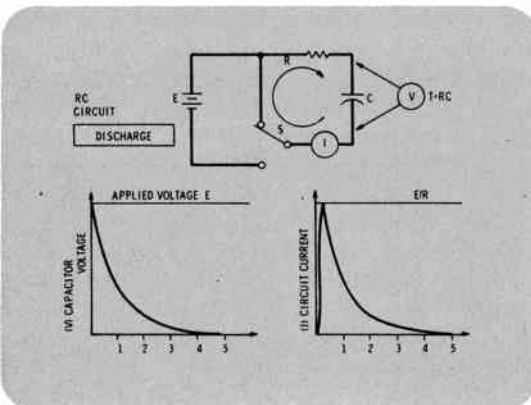 RC
CIRCUIT
DISCHARGE
E
R
S
C
I
V
T=RC
APPLIED VOLTAGE E
(V) CAPACITOR
VOLTAGE
1 2 3 4 5
E/R
(I) CIRCUIT CURRENT
1 2 3 4 5